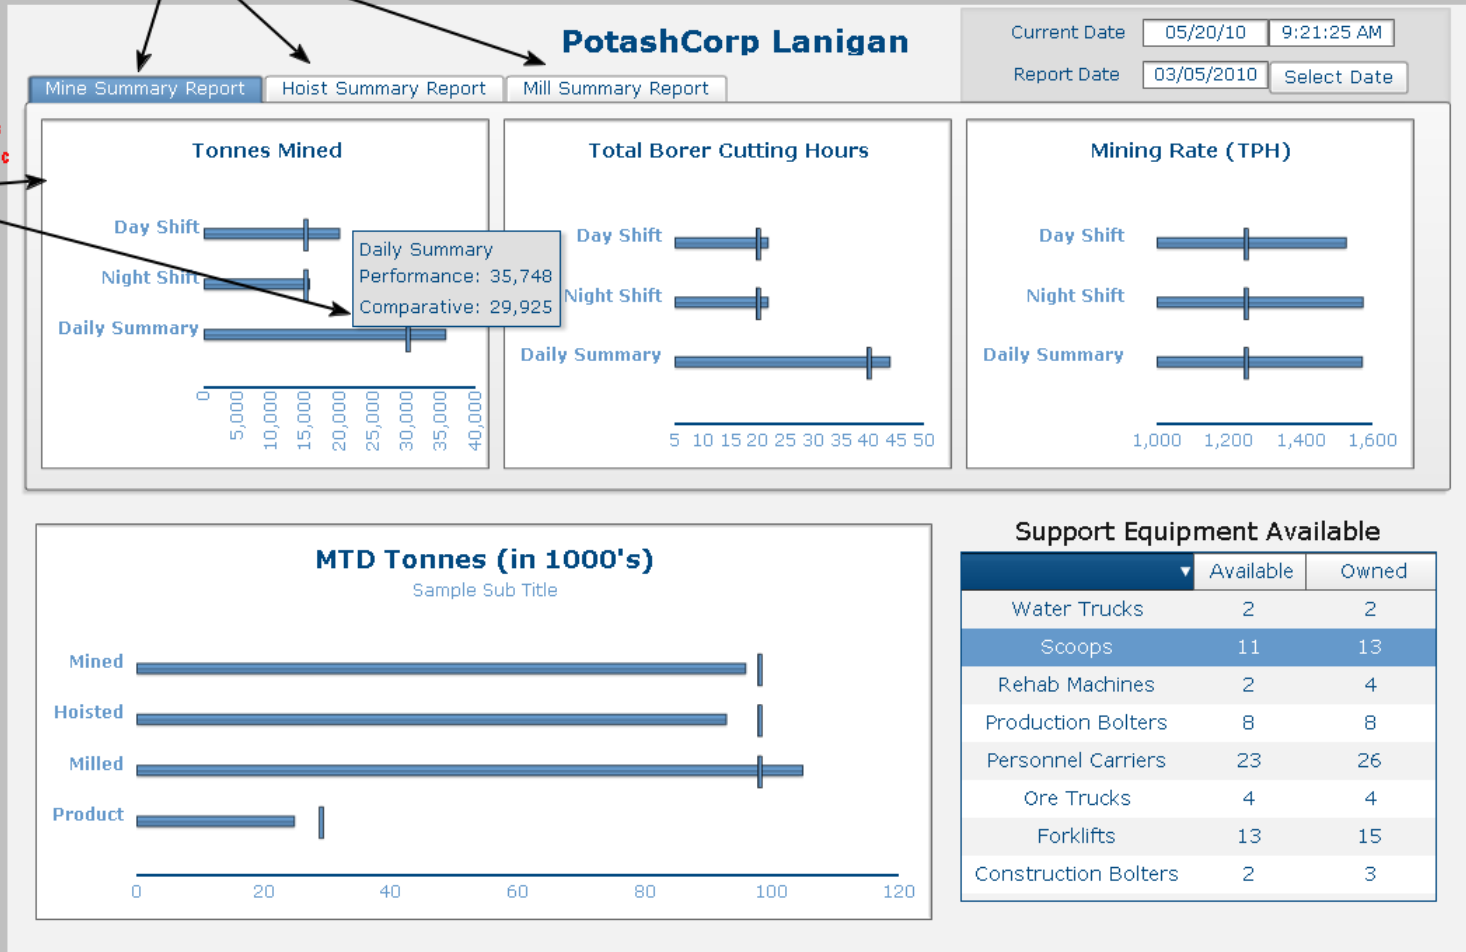 PotashCorp Lanigan
Current Date 05/20/10 9:21:25 AM
Report Date 03/05/2010 Select Date
Mine Summary Report Hoist Summary Report Mill Summary Report
Tonnes Mined
Day Shift
Night Shift
Daily Summary
Daily Summary
Performance: 35,748
Comparative: 29,925
0 5,000 10,000 15,000 20,000 25,000 30,000 35,000 40,000
Total Borer Cutting Hours
Day Shift
Night Shift
Daily Summary
5 10 15 20 25 30 35 40 45 50
Mining Rate (TPH)
Day Shift
Night Shift
Daily Summary
1,000 1,200 1,400 1,600
MTD Tonnes (in 1000's)
Sample Sub Title
Mined
Hoisted
Milled
Product
0 20 40 60 80 100 120
Support Equipment Available
Available Owned
Water Trucks 2 2
Scoops 11 13
Rehab Machines 2 4
Production Bolters 8 8
Personnel Carriers 23 26
Ore Trucks 4 4
Forklifts 13 15
Construction Bolters 2 3